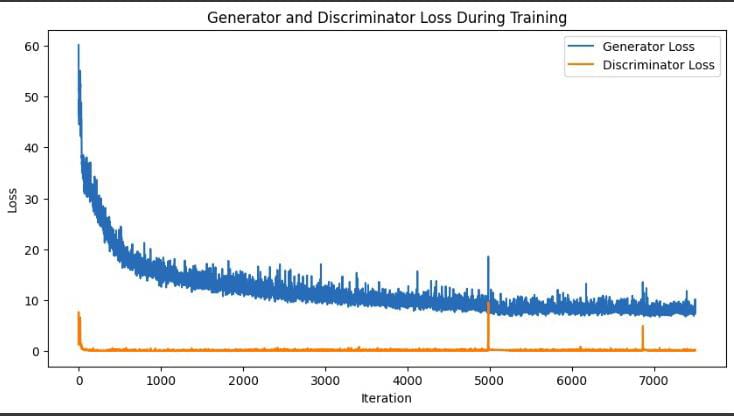 Generator and Discriminator Loss During Training
Generator Loss
Discriminator Loss
60
50
40
30
20
10
0
Loss
0 1000 2000 3000 4000 5000 6000 7000
Iteration